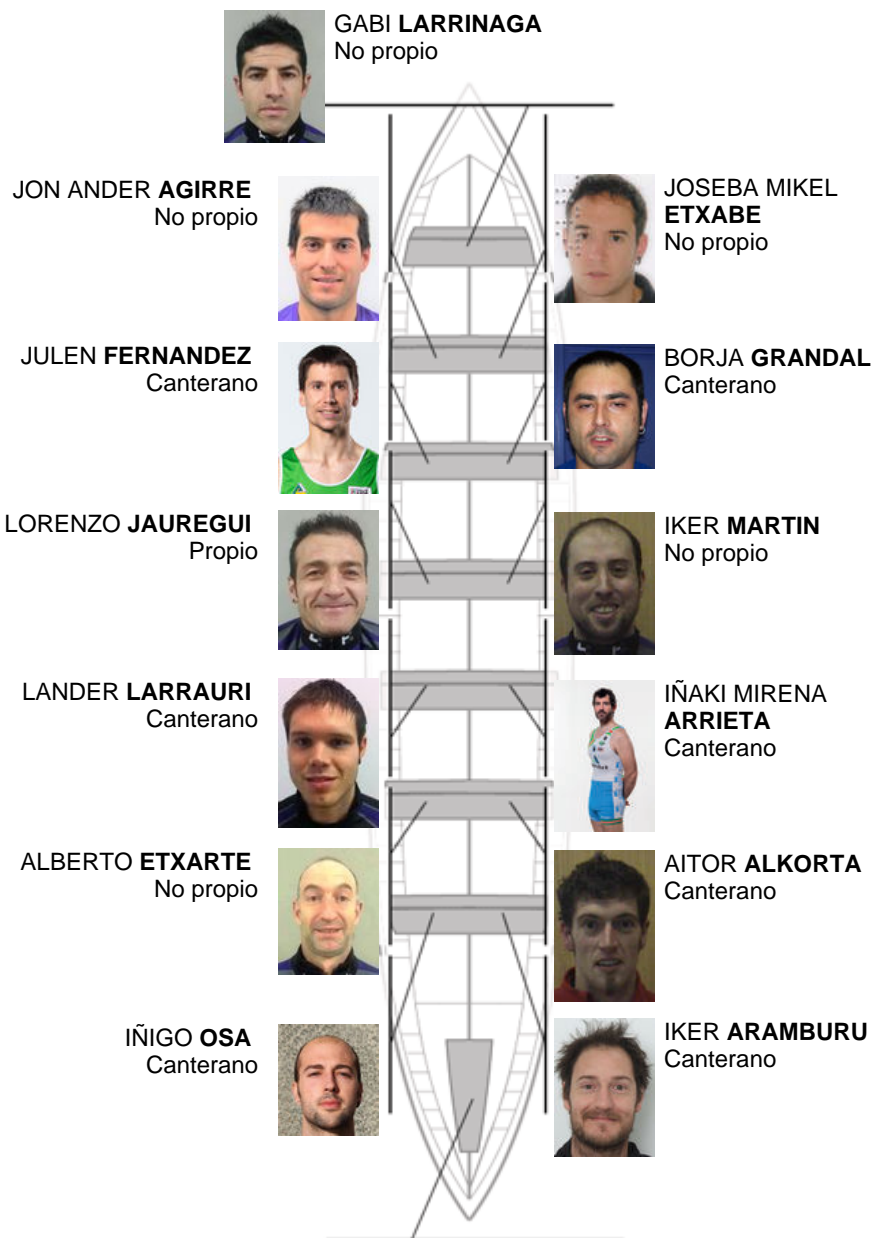 GABI LARRINAGA
No propio
JON ANDER AGIRRE
No propio
JOSEBA MIKEL
ETXABE
No propio
JULEN FERNANDEZ
Canterano
BORJA GRANDAL
Canterano
LORENZO JAUREGUI
Propio
IKER MARTIN
No propio
LANDER LARRAURI
Canterano
IÑAKI MIRENA
ARRIETA
Canterano
ALBERTO ETXARTE
No propio
AITOR ALKORTA
Canterano
IÑIGO OSA
Canterano
IKER ARAMBURU
Canterano